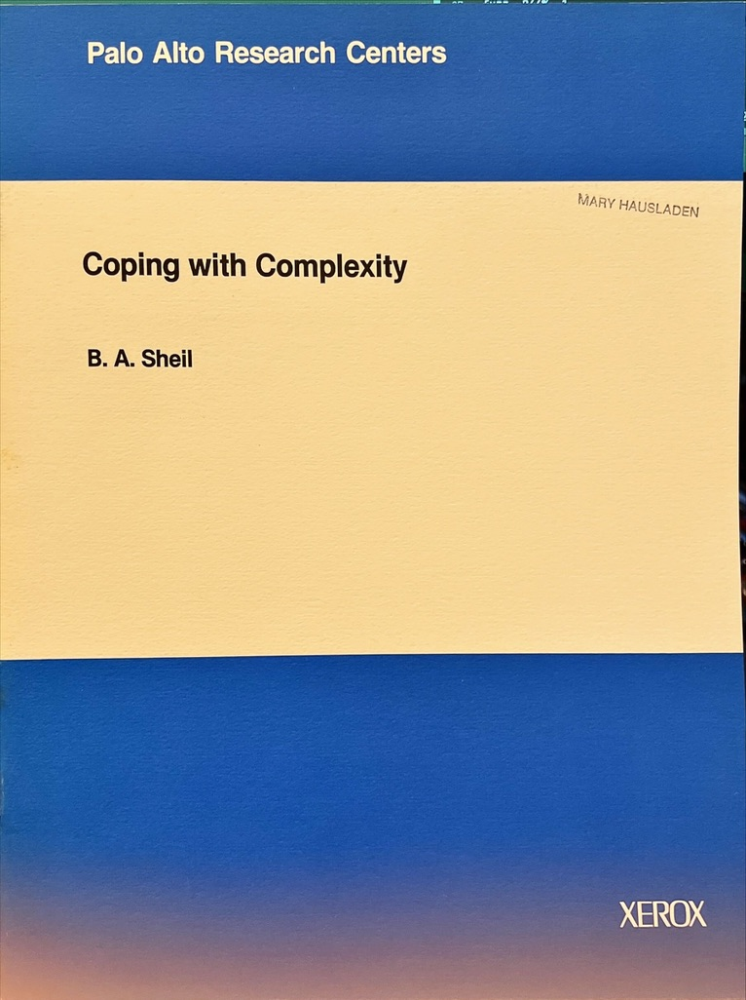 Palo Alto Research Centers
MARY HAUSLADEN
Coping with Complexity
B. A. Sheil
XEROX